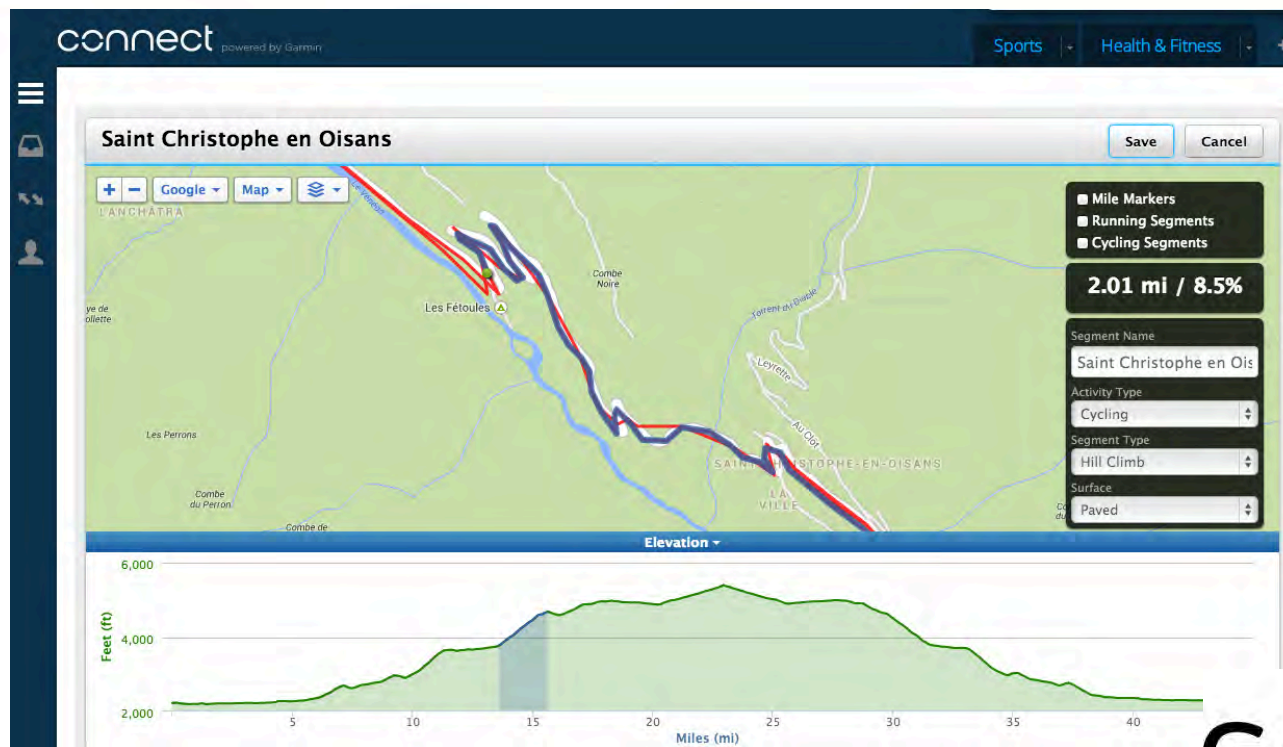 connect powered by Garmin
Sports
Health & Fitness
Saint Christophe en Oisans
Save
Cancel
+ −
Google
Map
LANCHÂTRA
Le Vénéon
Mile Markers
Running Segments
Cycling Segments
2.01 mi / 8.5%
Combe
Noire
Les Fétoules
Torrent du Diable
Leyrette
Au Clot
Les Perrons
SAINT-CHRISTOPHE-EN-OISANS
LA
VILLE
Combe
du Perron
Combe de
Segment Name
Saint Christophe en Ois
Activity Type
Cycling
Segment Type
Hill Climb
Surface
Paved
Elevation
6,000
4,000
2,000
Feet (ft)
5 10 15 20 25 30 35 40
Miles (mi)